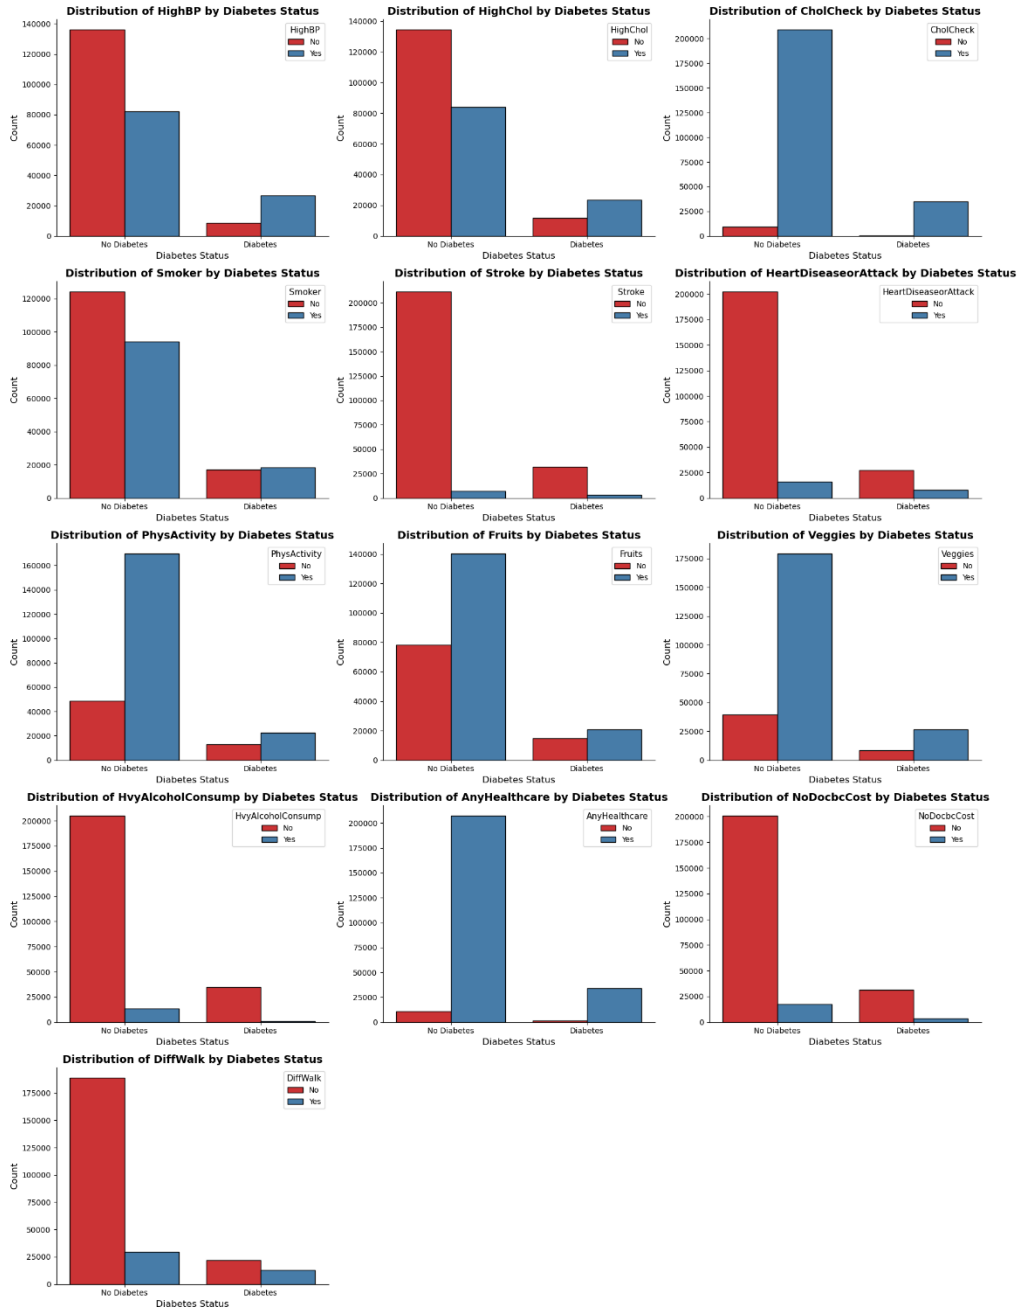 Distribution of HighBP by Diabetes Status
HighBP
No
Yes
140000
120000
100000
80000
60000
40000
20000
0
Count
No Diabetes
Diabetes
Diabetes Status
Distribution of HighChol by Diabetes Status
HighChol
No
Yes
140000
120000
100000
80000
60000
40000
20000
0
Count
No Diabetes
Diabetes
Diabetes Status
Distribution of CholCheck by Diabetes Status
CholCheck
No
Yes
200000
175000
150000
125000
100000
75000
50000
25000
0
Count
No Diabetes
Diabetes
Diabetes Status
Distribution of Smoker by Diabetes Status
Smoker
No
Yes
120000
100000
80000
60000
40000
20000
0
Count
No Diabetes
Diabetes
Diabetes Status
Distribution of Stroke by Diabetes Status
Stroke
No
Yes
200000
175000
150000
125000
100000
75000
50000
25000
0
Count
No Diabetes
Diabetes
Diabetes Status
Distribution of HeartDiseaseorAttack by Diabetes Status
HeartDiseaseorAttack
No
Yes
200000
175000
150000
125000
100000
75000
50000
25000
0
Count
No Diabetes
Diabetes
Diabetes Status
Distribution of PhysActivity by Diabetes Status
PhysActivity
No
Yes
160000
140000
120000
100000
80000
60000
40000
20000
0
Count
No Diabetes
Diabetes
Diabetes Status
Distribution of Fruits by Diabetes Status
Fruits
No
Yes
140000
120000
100000
80000
60000
40000
20000
0
Count
No Diabetes
Diabetes
Diabetes Status
Distribution of Veggies by Diabetes Status
Veggies
No
Yes
175000
150000
125000
100000
75000
50000
25000
0
Count
No Diabetes
Diabetes
Diabetes Status
Distribution of HvyAlcoholConsump by Diabetes Status
HvyAlcoholConsump
No
Yes
200000
175000
150000
125000
100000
75000
50000
25000
0
Count
No Diabetes
Diabetes
Diabetes Status
Distribution of AnyHealthcare by Diabetes Status
AnyHealthcare
No
Yes
200000
175000
150000
125000
100000
75000
50000
25000
0
Count
No Diabetes
Diabetes
Diabetes Status
Distribution of NoDocbcCost by Diabetes Status
NoDocbcCost
No
Yes
200000
175000
150000
125000
100000
75000
50000
25000
0
Count
No Diabetes
Diabetes
Diabetes Status
Distribution of DiffWalk by Diabetes Status
DiffWalk
No
Yes
175000
150000
125000
100000
75000
50000
25000
0
Count
No Diabetes
Diabetes
Diabetes Status